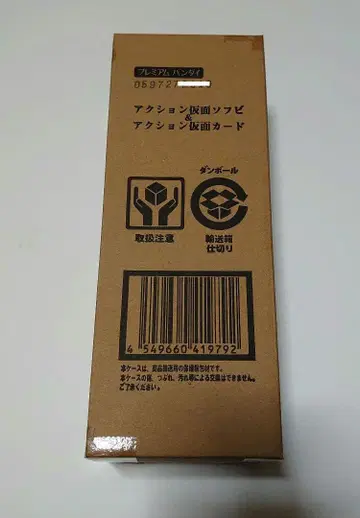 プレミアム バンダイ
アクション仮面ソフビ
&
アクション仮面カード
ダンボール
取扱注意
輸送箱
仕切り
4 549660 419792
本ケースは、商品輸送用の保護梱包材です。
本ケースの傷、つぶれ、汚れ等による交換はできません。
ご了承ください。